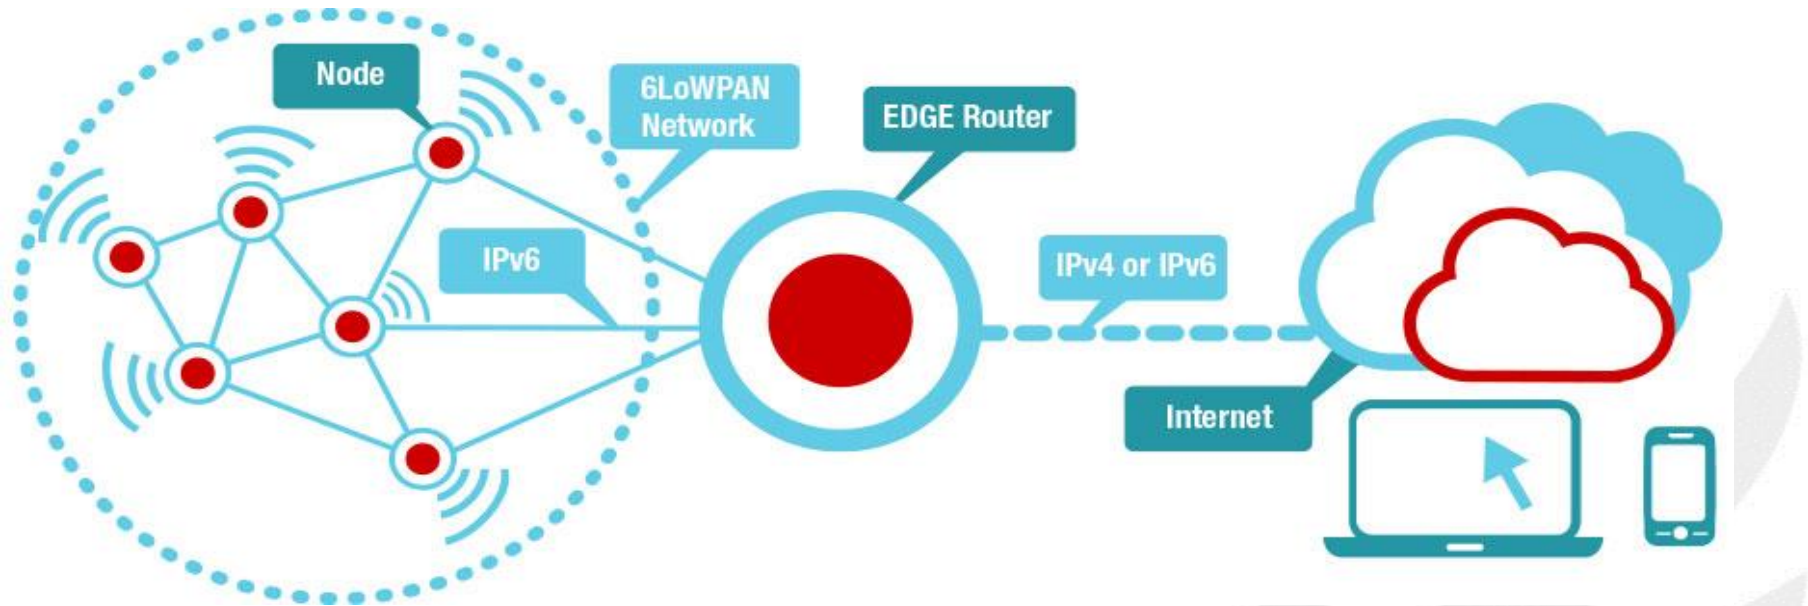 Node
6LoWPAN
Network
EDGE Router
IPv6
IPv4 or IPv6
Internet